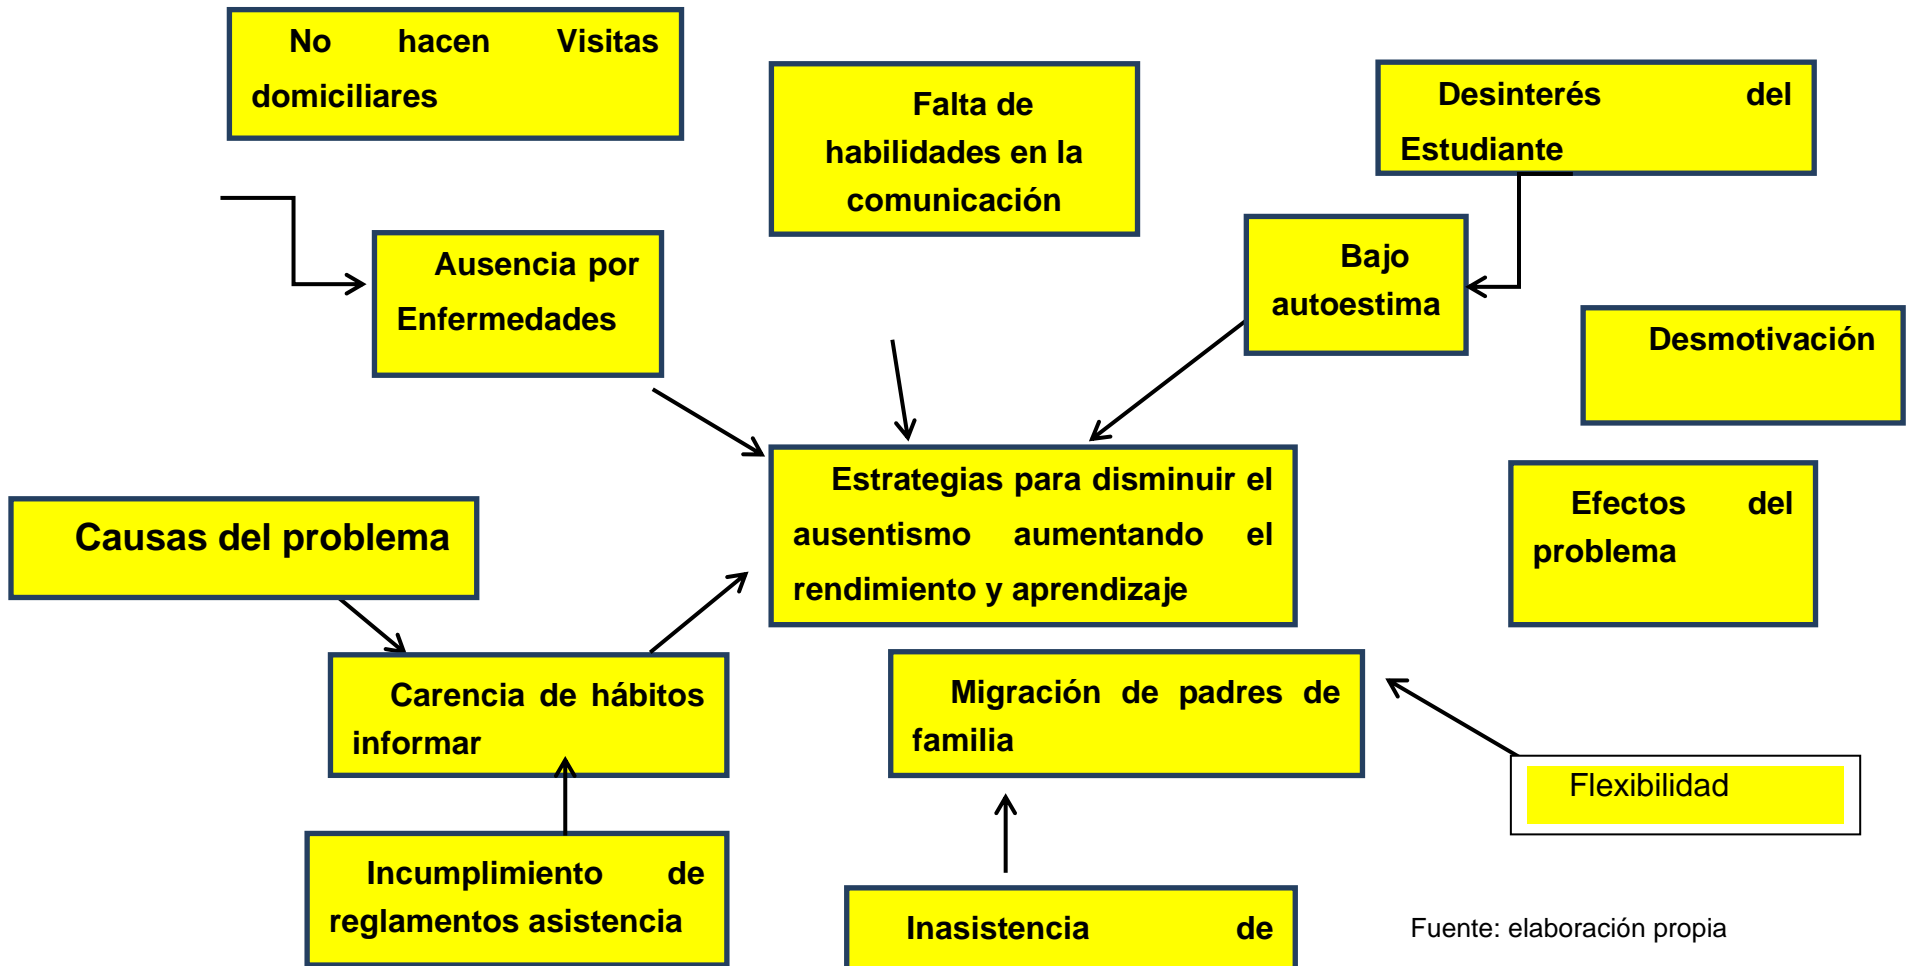 No hacen Visitas
domiciliares
Falta de
habilidades en la
comunicación
Desinterés del
Estudiante
Ausencia por
Enfermedades
Bajo
autoestima
Desmotivación
Estrategias para disminuir el
ausentismo aumentando el
rendimiento y aprendizaje
Causas del problema
Efectos del
problema
Carencia de hábitos
informar
Migración de padres de
familia
Flexibilidad
Incumplimiento de
reglamentos asistencia
Inasistencia de
Fuente: elaboración propia